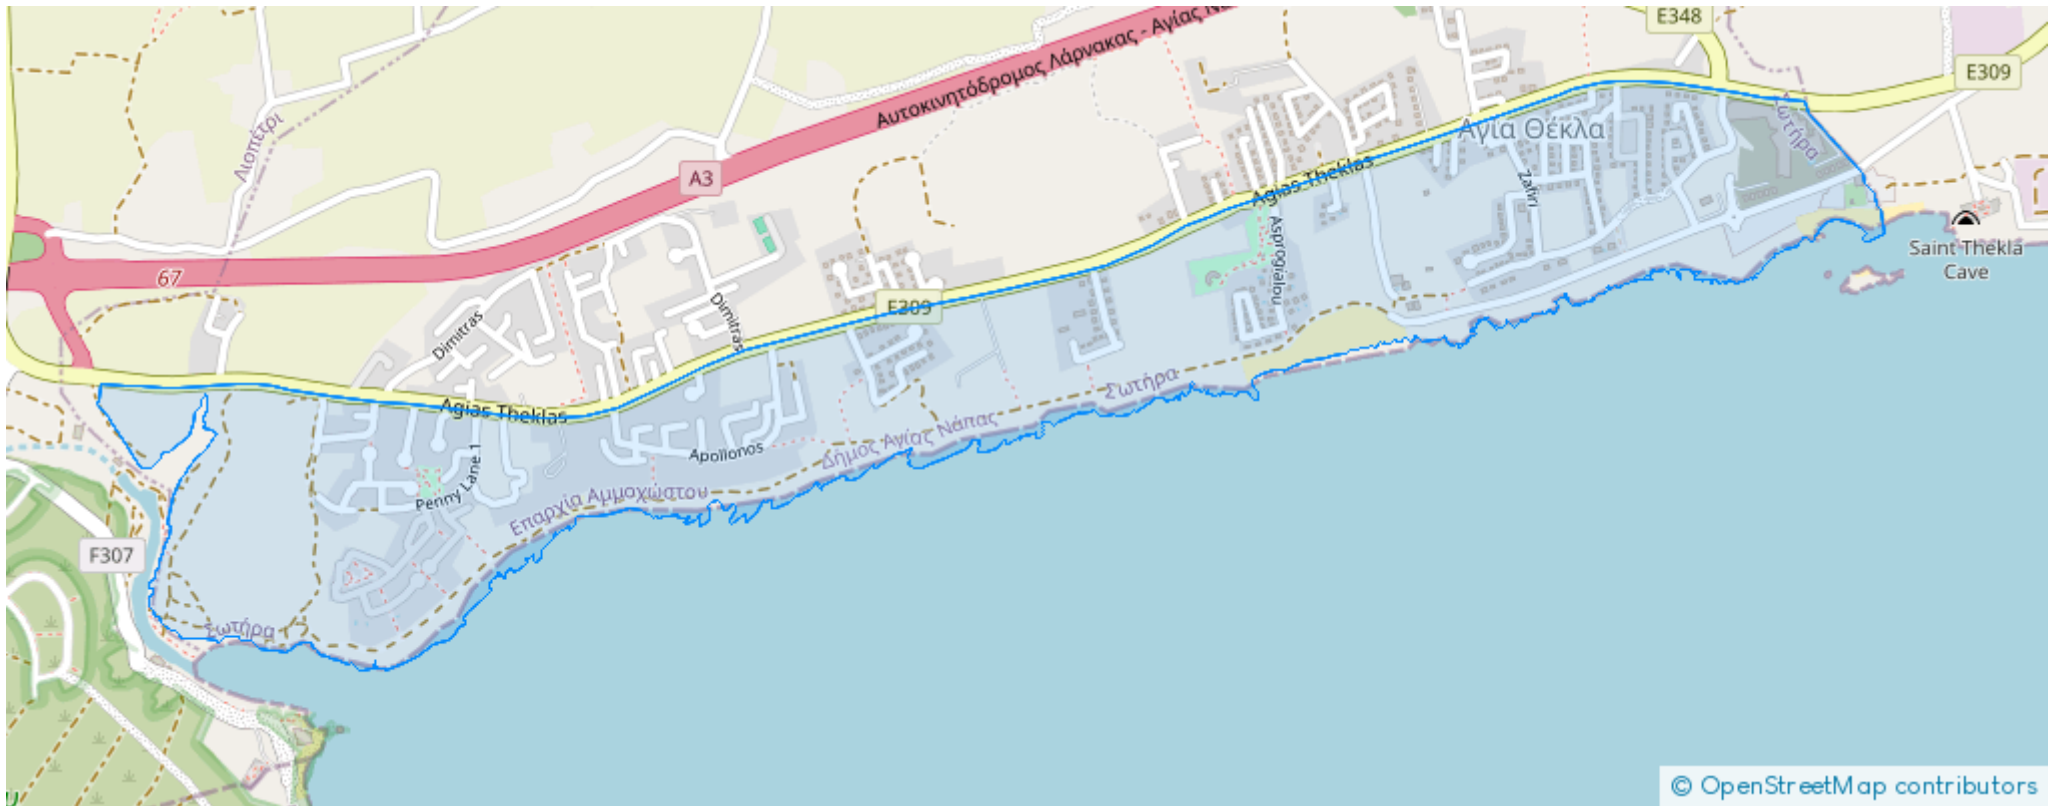 E348
Αυτοκινητόδρομος Λάρνακας - Αγίας Ν
E309
Λιοπέτρι
Αγία Θέκλα
Σωτήρα
A3
Agias Theklas
Zafiri
Saint Thekla
Cave
67
Asprogialou
Dimitras
Dimitras
E309
Agias Theklas
Σωτήρα
Δήμος Αγίας Νάπας
Apollonos
Penny Lane 1
Επαρχία Αμμοχώστου
F307
Σωτήρα
© OpenStreetMap contributors